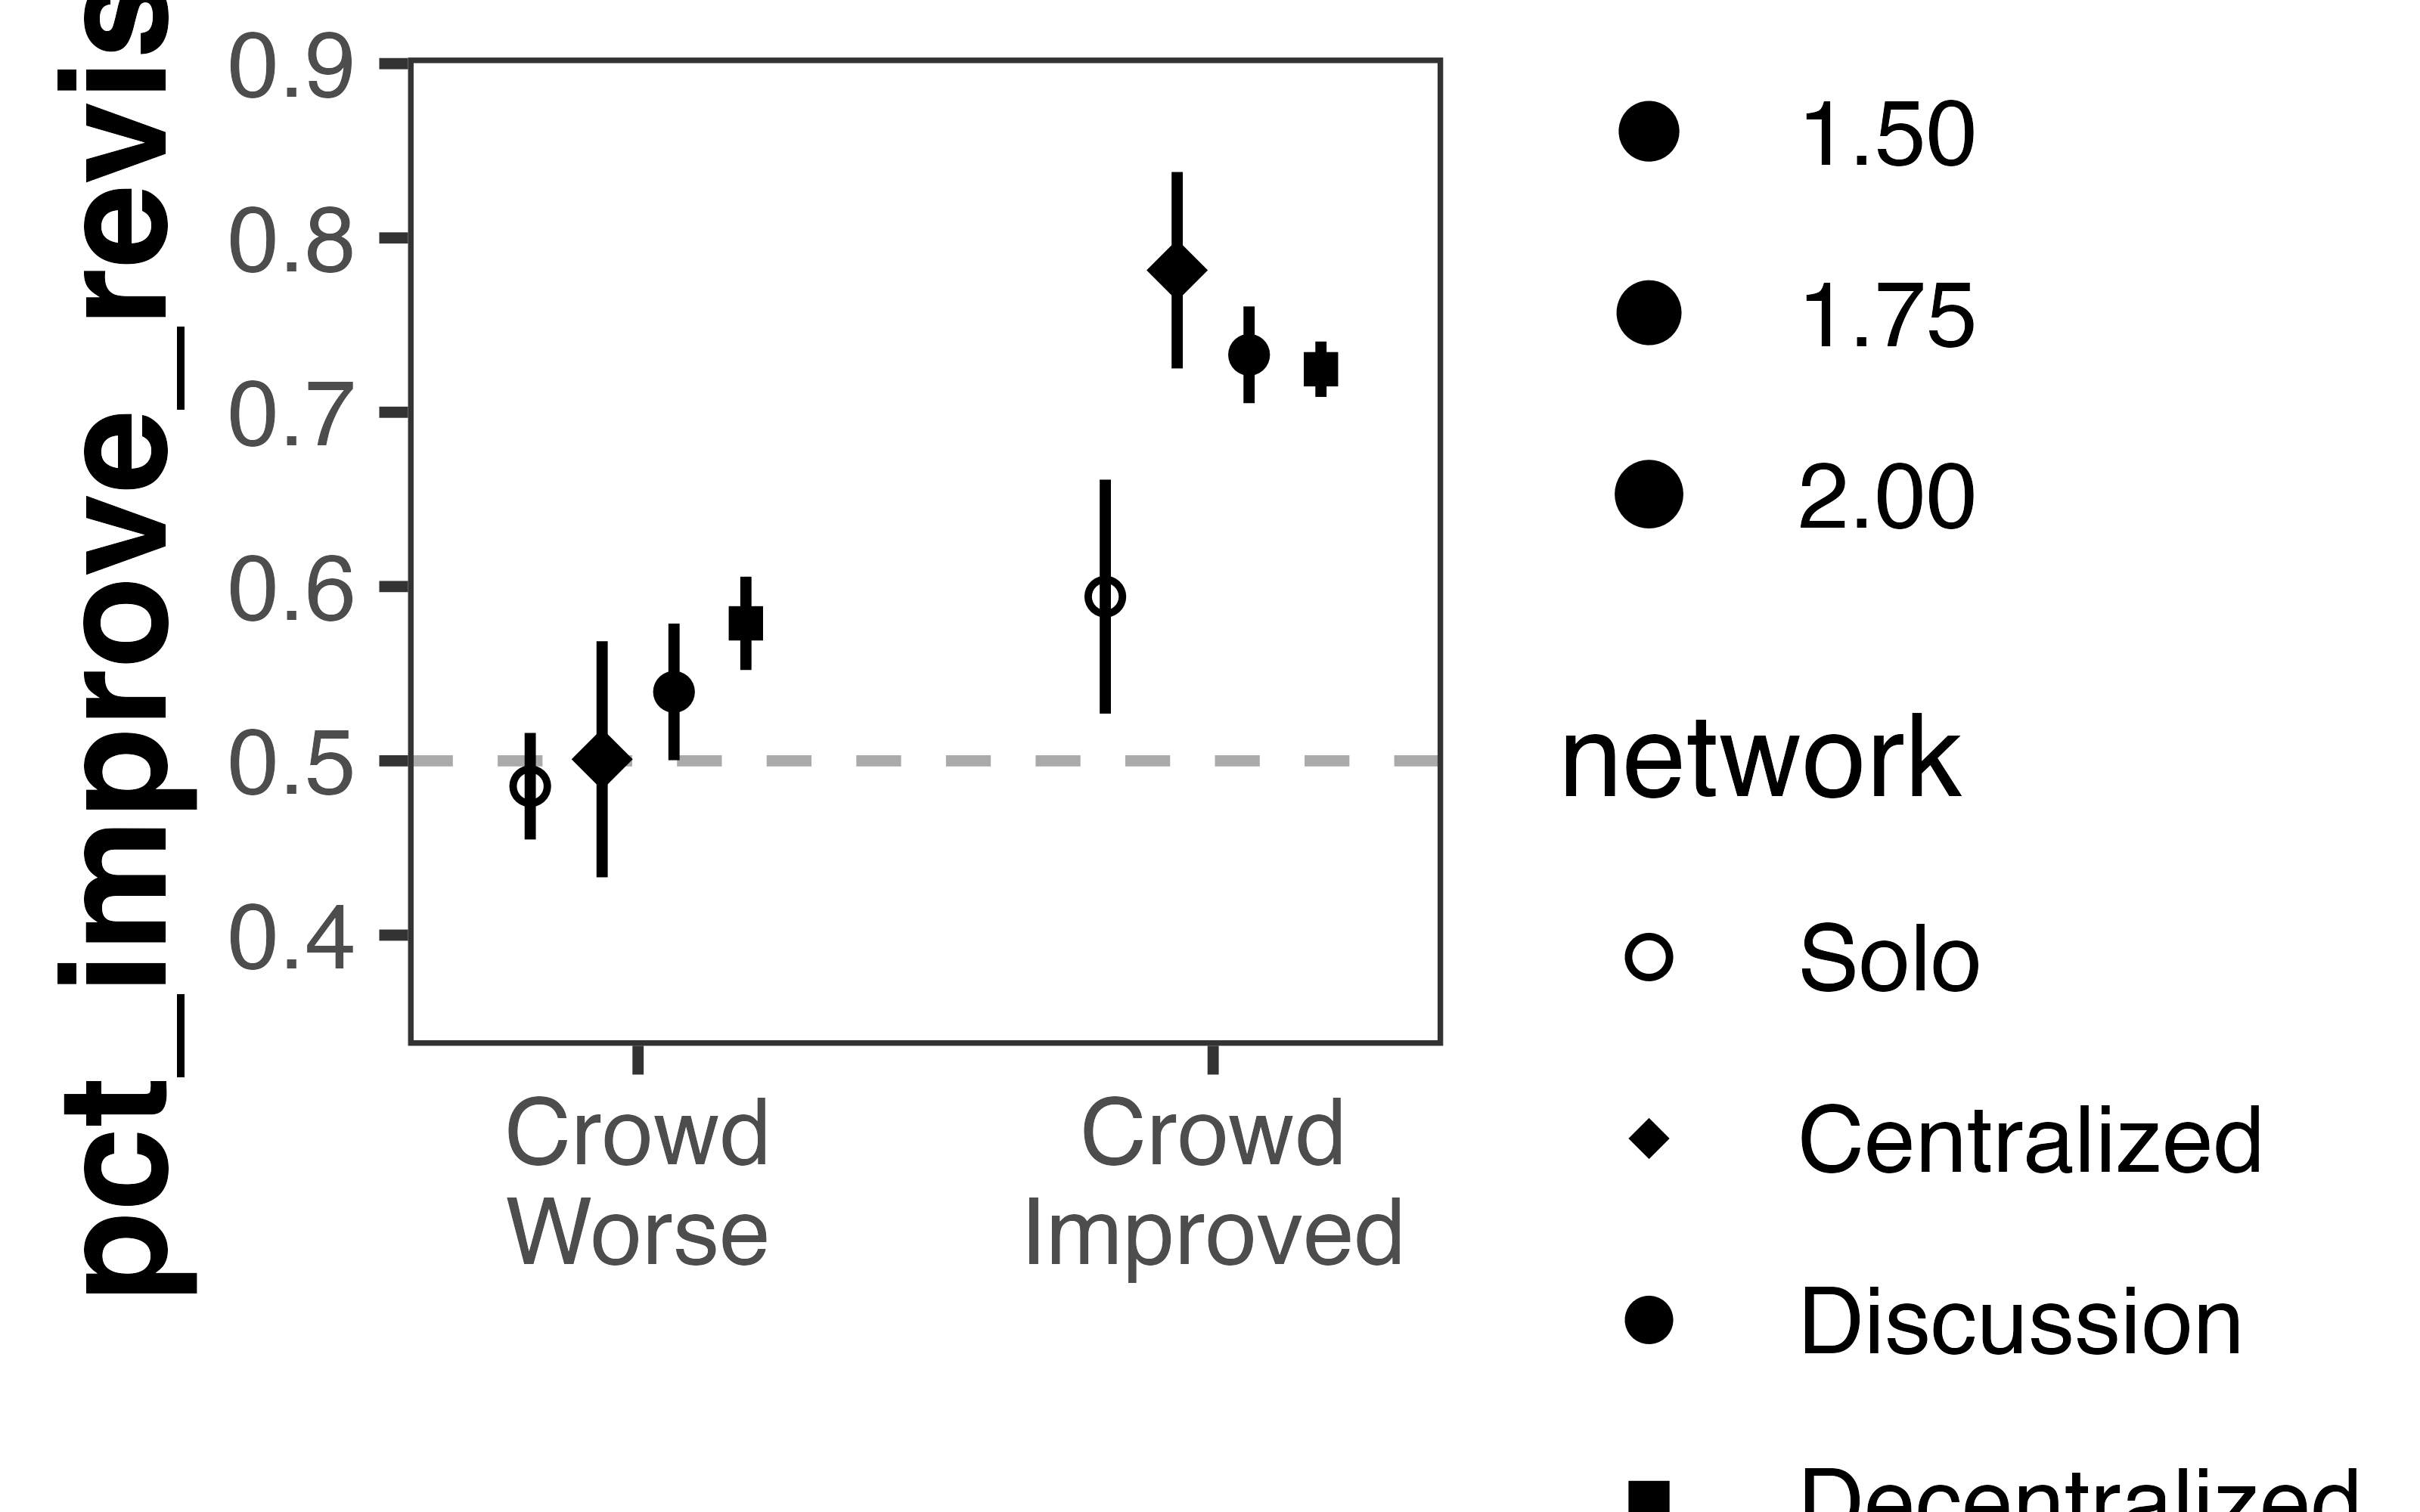 pct_improve_revis
0.9
0.8
0.7
0.6
0.5
0.4
Crowd
Worse
Crowd
Improved
1.50
1.75
2.00
network
Solo
Centralized
Discussion
Decentralized